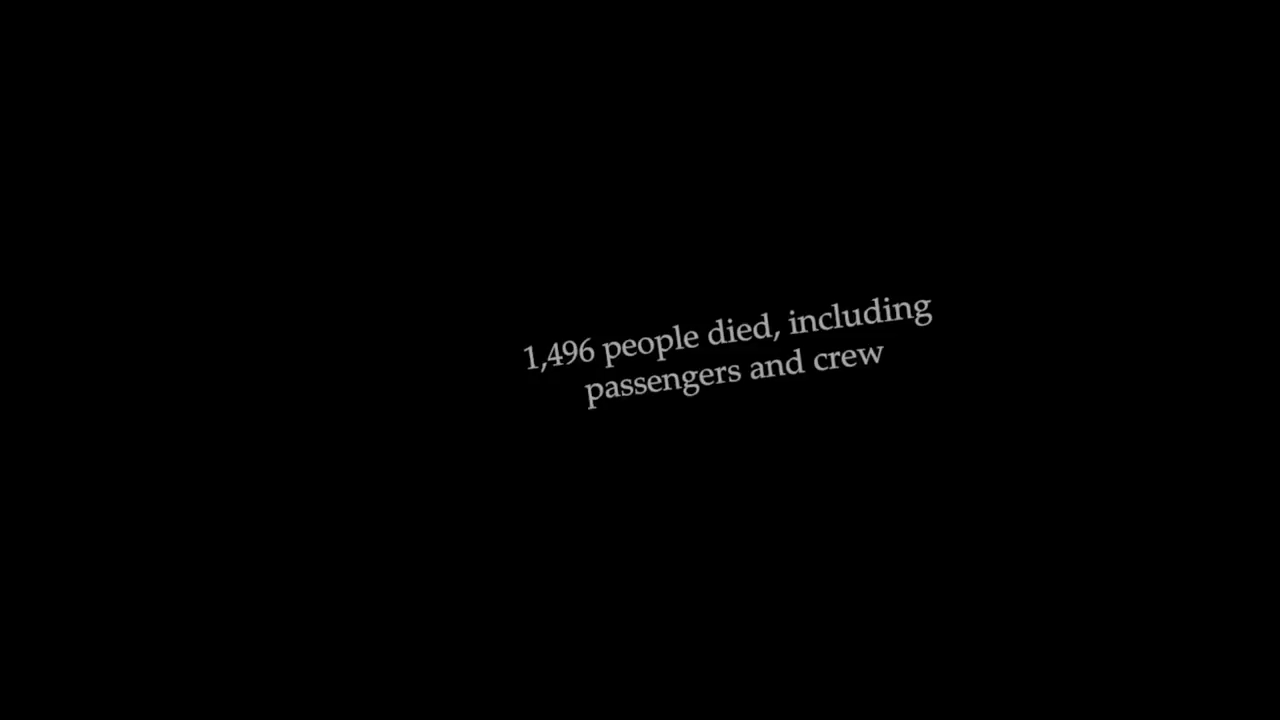 1,496 people died, including
passengers and crew